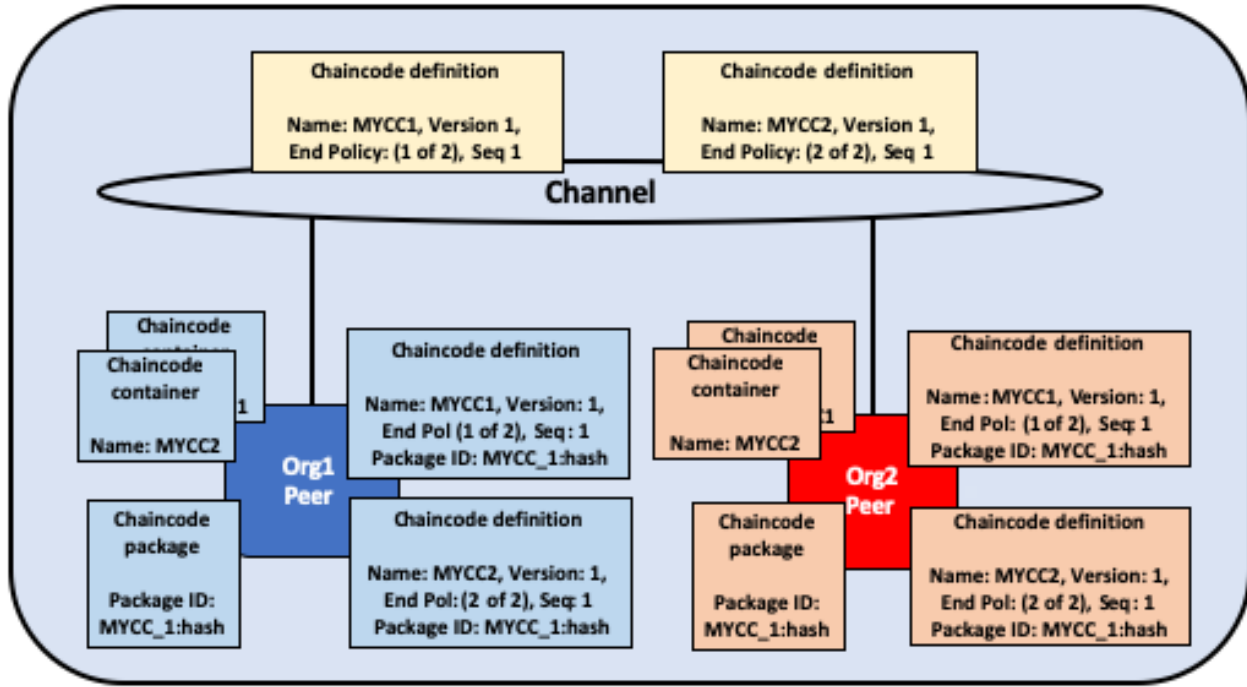 Chaincode definition
Name: MYCC1, Version 1,
End Policy: (1 of 2), Seq 1
Chaincode definition
Name: MYCC2, Version 1,
End Policy: (2 of 2), Seq 1
Channel
Chaincode
1
Chaincode
container
Name: MYCC2
Org1
Peer
Chaincode definition
Name: MYCC1, Version: 1,
End Pol (1 of 2), Seq: 1
Package ID: MYCC_1:hash
Chaincode
package
Package ID:
MYCC_1:hash
Chaincode definition
Name: MYCC2, Version: 1,
End Pol: (2 of 2), Seq: 1
Package ID: MYCC_1:hash
Chaincode
C1
Chaincode
container
Name: MYCC2
Org2
Peer
Chaincode definition
Name: MYCC1, Version: 1,
End Pol: (1 of 2), Seq: 1
Package ID: MYCC_1:hash
Chaincode
package
Package ID:
MYCC_1:hash
Chaincode definition
Name: MYCC2, Version: 1,
End Pol: (2 of 2), Seq: 1
Package ID: MYCC_1:hash